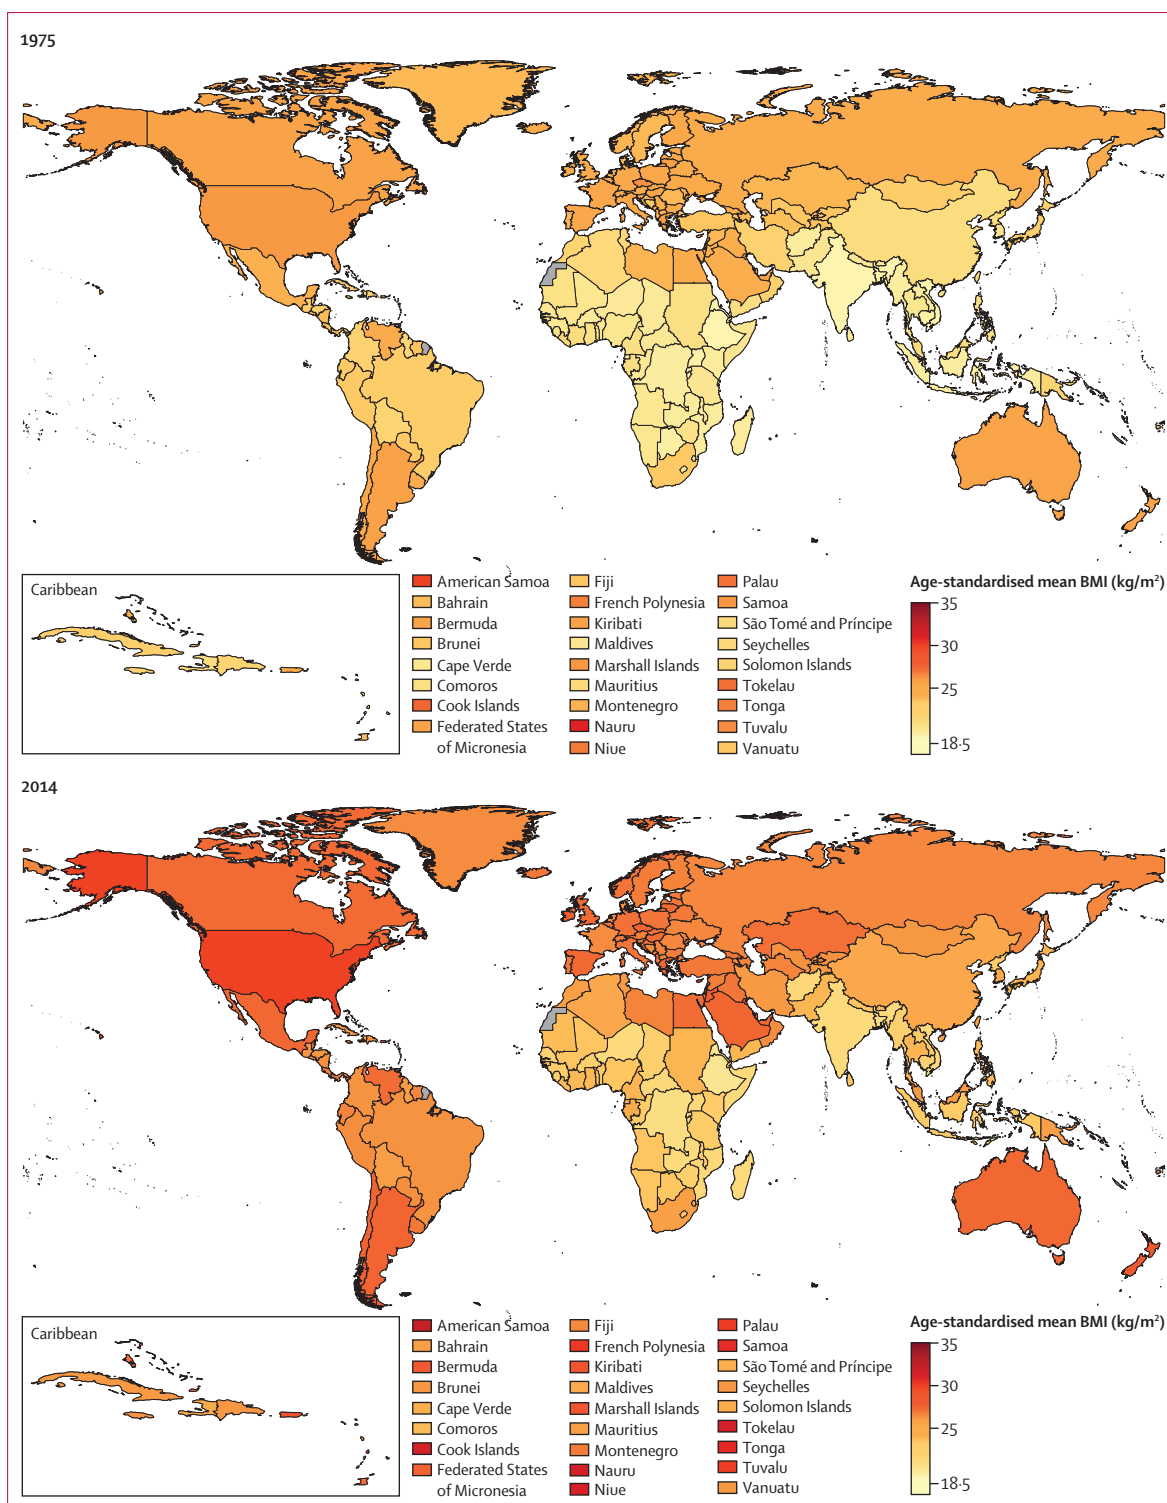 1975
Caribbean
American Samoa
Bahrain
Bermuda
Brunei
Cape Verde
Comoros
Cook Islands
Federated States
of Micronesia
Fiji
French Polynesia
Kiribati
Maldives
Marshall Islands
Mauritius
Montenegro
Nauru
Niue
Palau
Samoa
São Tomé and Príncipe
Seychelles
Solomon Islands
Tokelau
Tonga
Tuvalu
Vanuatu
Age-standardised mean BMI (kg/m²)
35
30
25
18·5
2014
Caribbean
American Samoa
Bahrain
Bermuda
Brunei
Cape Verde
Comoros
Cook Islands
Federated States
of Micronesia
Fiji
French Polynesia
Kiribati
Maldives
Marshall Islands
Mauritius
Montenegro
Nauru
Niue
Palau
Samoa
São Tomé and Príncipe
Seychelles
Solomon Islands
Tokelau
Tonga
Tuvalu
Vanuatu
Age-standardised mean BMI (kg/m²)
35
30
25
18·5